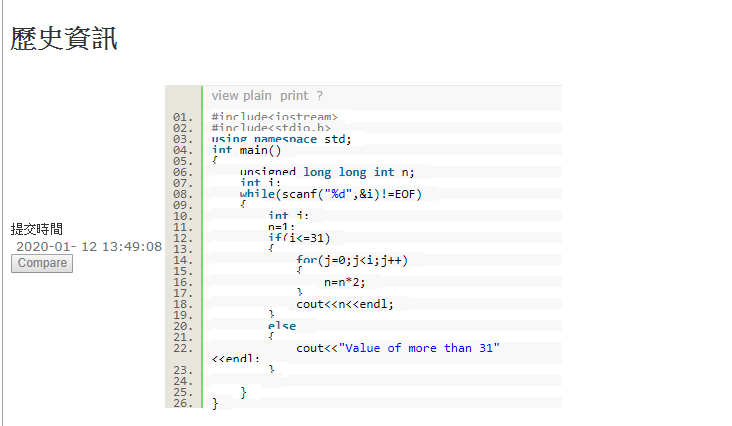 歷史資訊
view plain print ?
01. #include<iostream>
02. #include<stdio.h>
03. using namespace std;
04. int main()
05. {
06. unsigned long long int n;
07. int i;
08. while(scanf("%d",&i)!=EOF)
09. {
10. int j;
11. n=1;
12. if(i<=31)
13. {
14. for(j=0;j<i;j++)
15. {
16. n=n*2;
17. }
18. cout<<n<<endl;
19. }
20. else
21. {
22. cout<<"Value of more than 31"
<<endl;
23. }
24.
25. }
26. }
提交時間
2020-01- 12 13:49:08
Compare